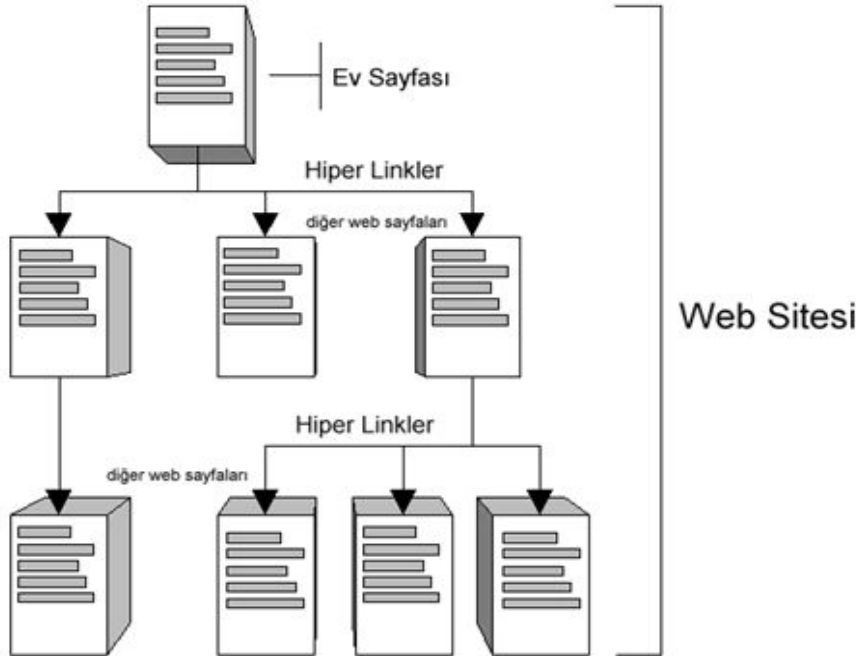 Ev Sayfası
Hiper Linkler
diğer web sayfaları
Web Sitesi
Hiper Linkler
diğer web sayfaları